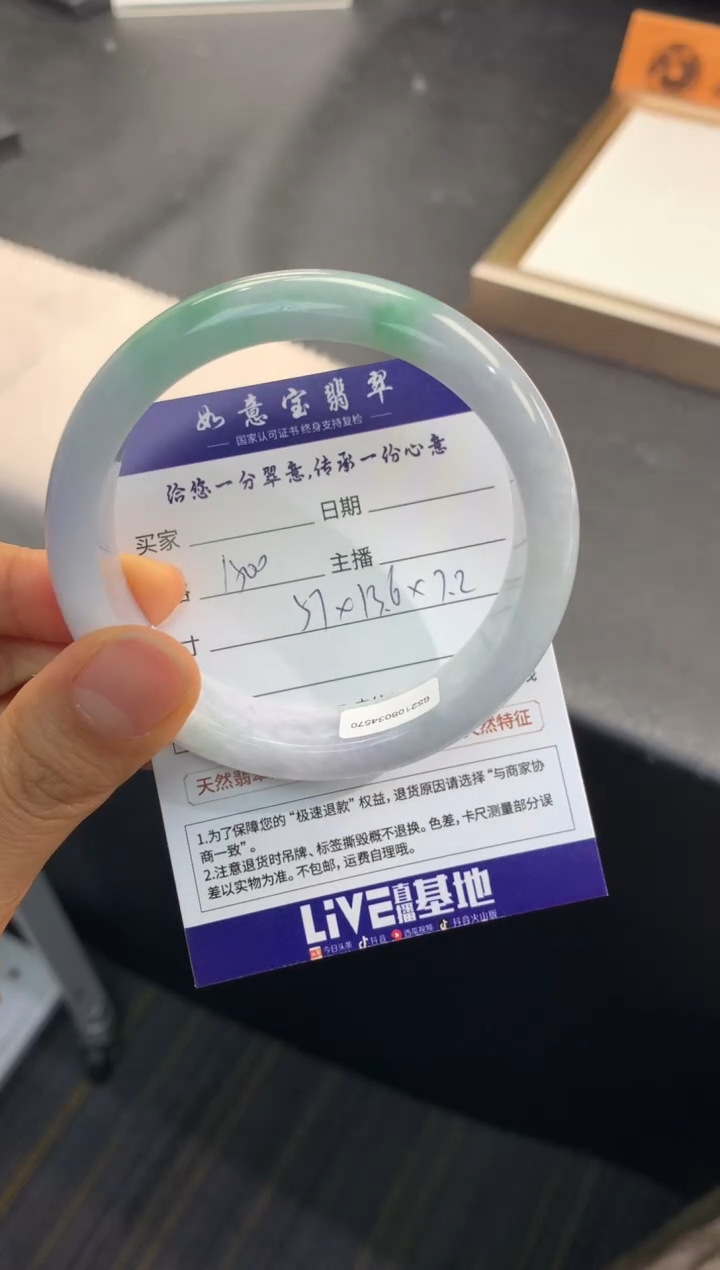 如意宝翡翠
国家认可证书 终身支持复检
给您一分翠意,传承一份心意
买家
日期
主播
57×13.6×7.2
寸
6S2109034570
天然翡翠
天然特征
1.为了保障您的“极速退款”权益,退货原因请选择“与商家协
商一致”。
2.注意退货时吊牌、标签撕毁概不退换。色差,卡尺测量部分误
差以实物为准。不包邮,运费自理哦。
LIVE直播基地
今日头条 抖音 西瓜视频 抖音火山版